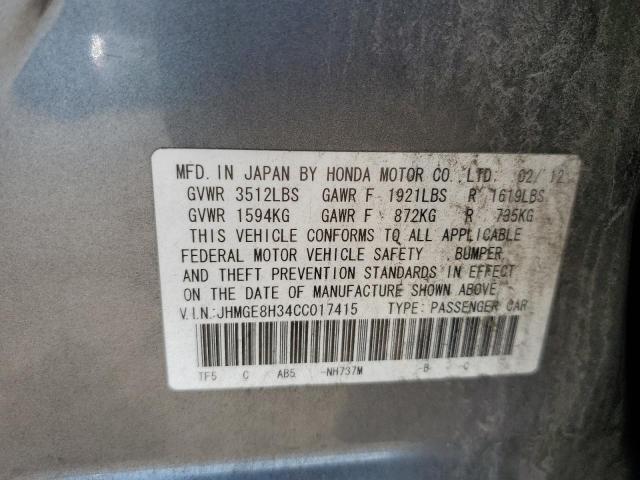 MFD. IN JAPAN BY HONDA MOTOR CO.,LTD. 02/12
GVWR 3512LBS GAWR F 1921LBS R 1619LBS
GVWR 1594KG GAWR F 872KG R 735KG
THIS VEHICLE CONFORMS TO ALL APPLICABLE
FEDERAL MOTOR VEHICLE SAFETY, BUMPER,
AND THEFT PREVENTION STANDARDS IN EFFECT
ON THE DATE OF MANUFACTURE SHOWN ABOVE.
V.I.N:JHMGE8H34CC017415 TYPE: PASSENGER CAR
TF5 C AB5 -NH737M -B C